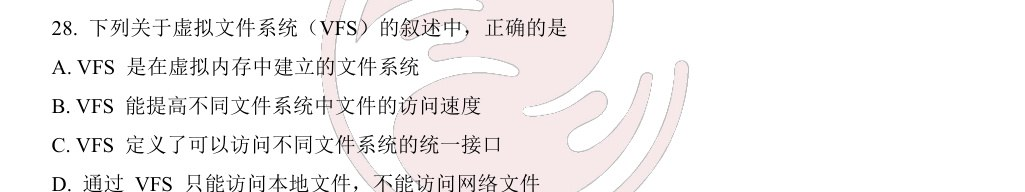 28. 下列关于虚拟文件系统（VFS）的叙述中，正确的是
A. VFS 是在虚拟内存中建立的文件系统
B. VFS 能提高不同文件系统中文件的访问速度
C. VFS 定义了可以访问不同文件系统的统一接口
D. 通过 VFS 只能访问本地文件，不能访问网络文件